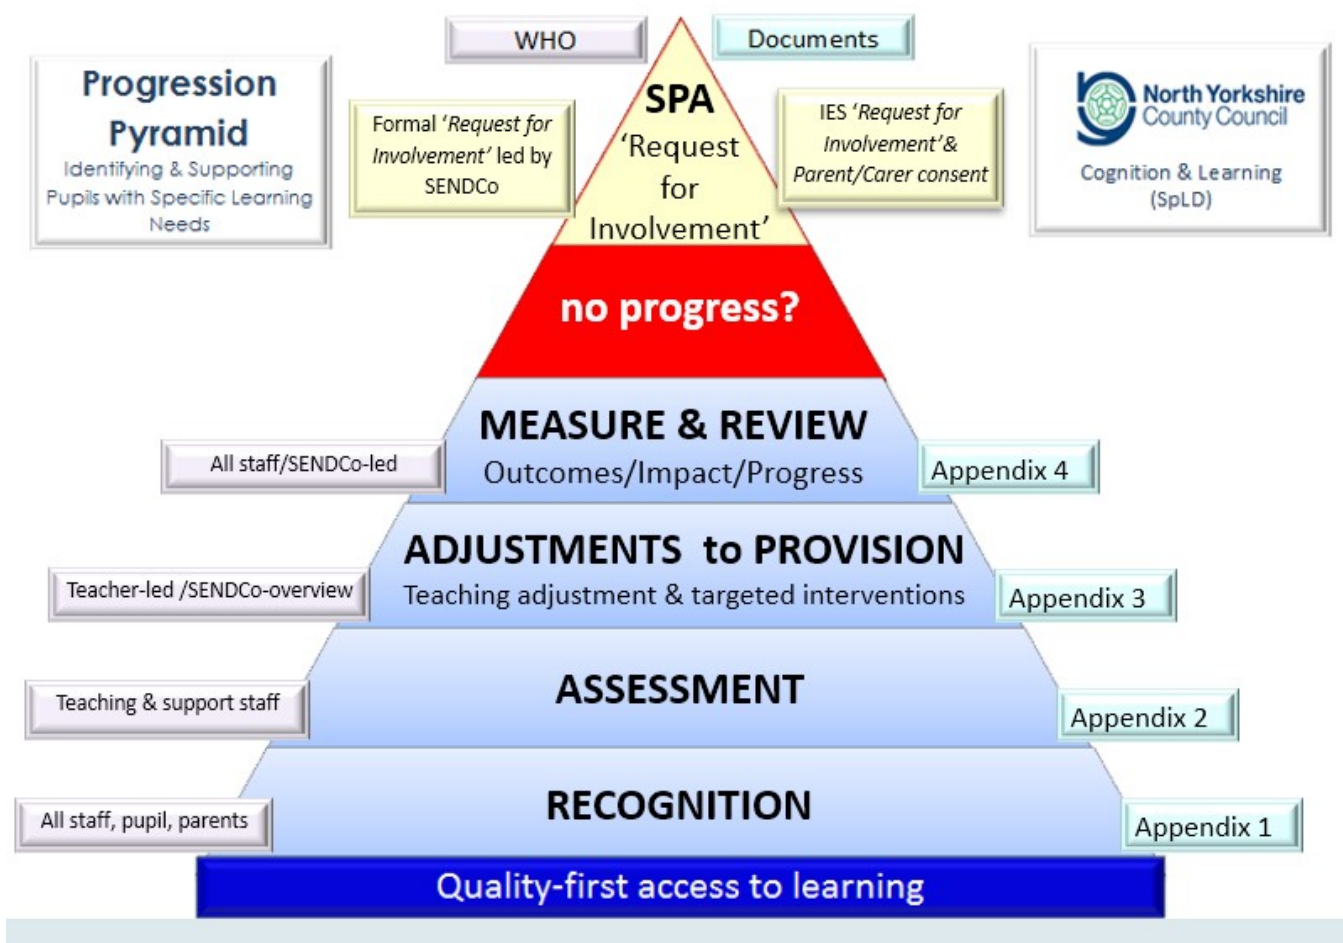 WHO
Documents
Progression
Pyramid
Identifying & Supporting
Pupils with Specific Learning
Needs
Formal ‘Request for
Involvement’ led by
SENDCo
SPA
‘Request
for
Involvement’
IES ‘Request for
Involvement’&
Parent/Carer consent
North Yorkshire
County Council
Cognition & Learning
(SpLD)
no progress?
MEASURE & REVIEW
Outcomes/Impact/Progress
All staff/SENDCo-led
Appendix 4
ADJUSTMENTS to PROVISION
Teaching adjustment & targeted interventions
Teacher-led /SENDCo-overview
Appendix 3
ASSESSMENT
Teaching & support staff
Appendix 2
RECOGNITION
All staff, pupil, parents
Appendix 1
Quality-first access to learning